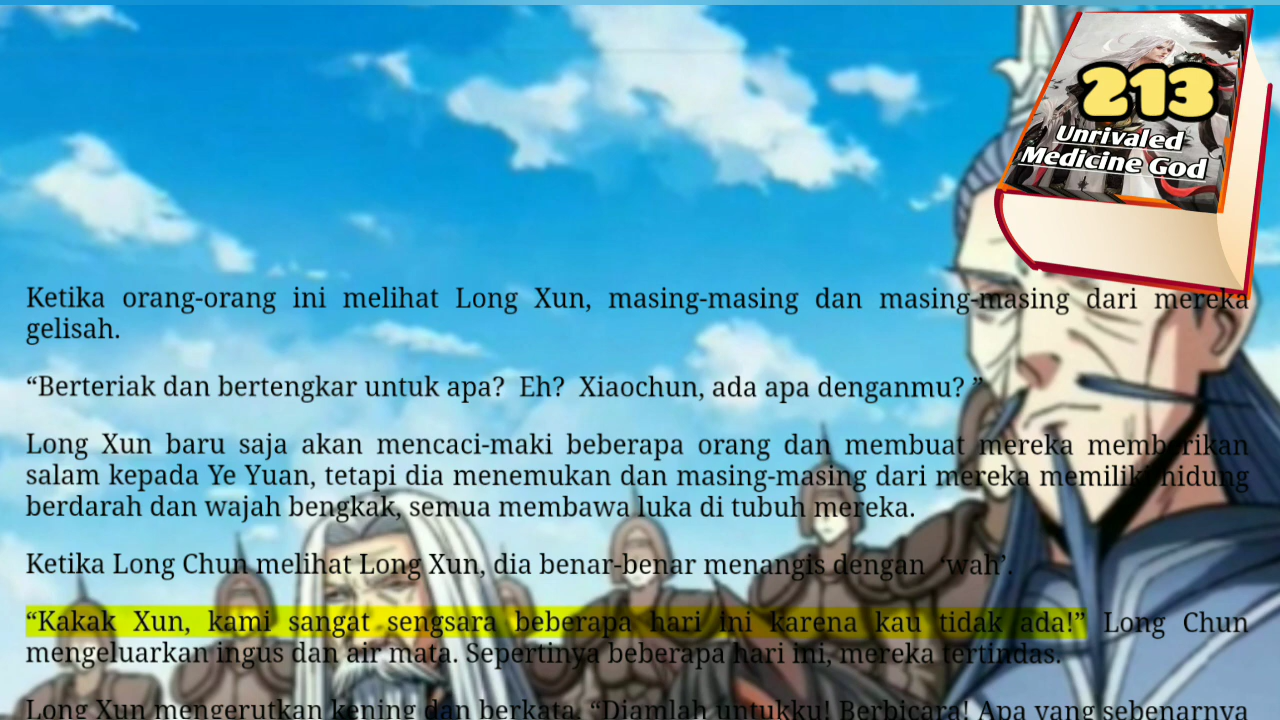 213
Unrivaled
Medicine God
Ketika orang-orang ini melihat Long Xun, masing-masing dan masing-masing dari mereka
gelisah.
“Berteriak dan bertengkar untuk apa? Eh? Xiaochun, ada apa denganmu? ”
Long Xun baru saja akan mencaci-maki beberapa orang dan membuat mereka memberikan
salam kepada Ye Yuan, tetapi dia menemukan dan masing-masing dari mereka memiliki hidung
berdarah dan wajah bengkak, semua membawa luka di tubuh mereka.
Ketika Long Chun melihat Long Xun, dia benar-benar menangis dengan ‘wah’.
“Kakak Xun, kami sangat sengsara beberapa hari ini karena kau tidak ada!” Long Chun
mengeluarkan ingus dan air mata. Sepertinya beberapa hari ini, mereka tertindas.
Long Xun mengerutkan kening dan berkata, “Diamlah untukku! Berbicara! Apa yang sebenarnya